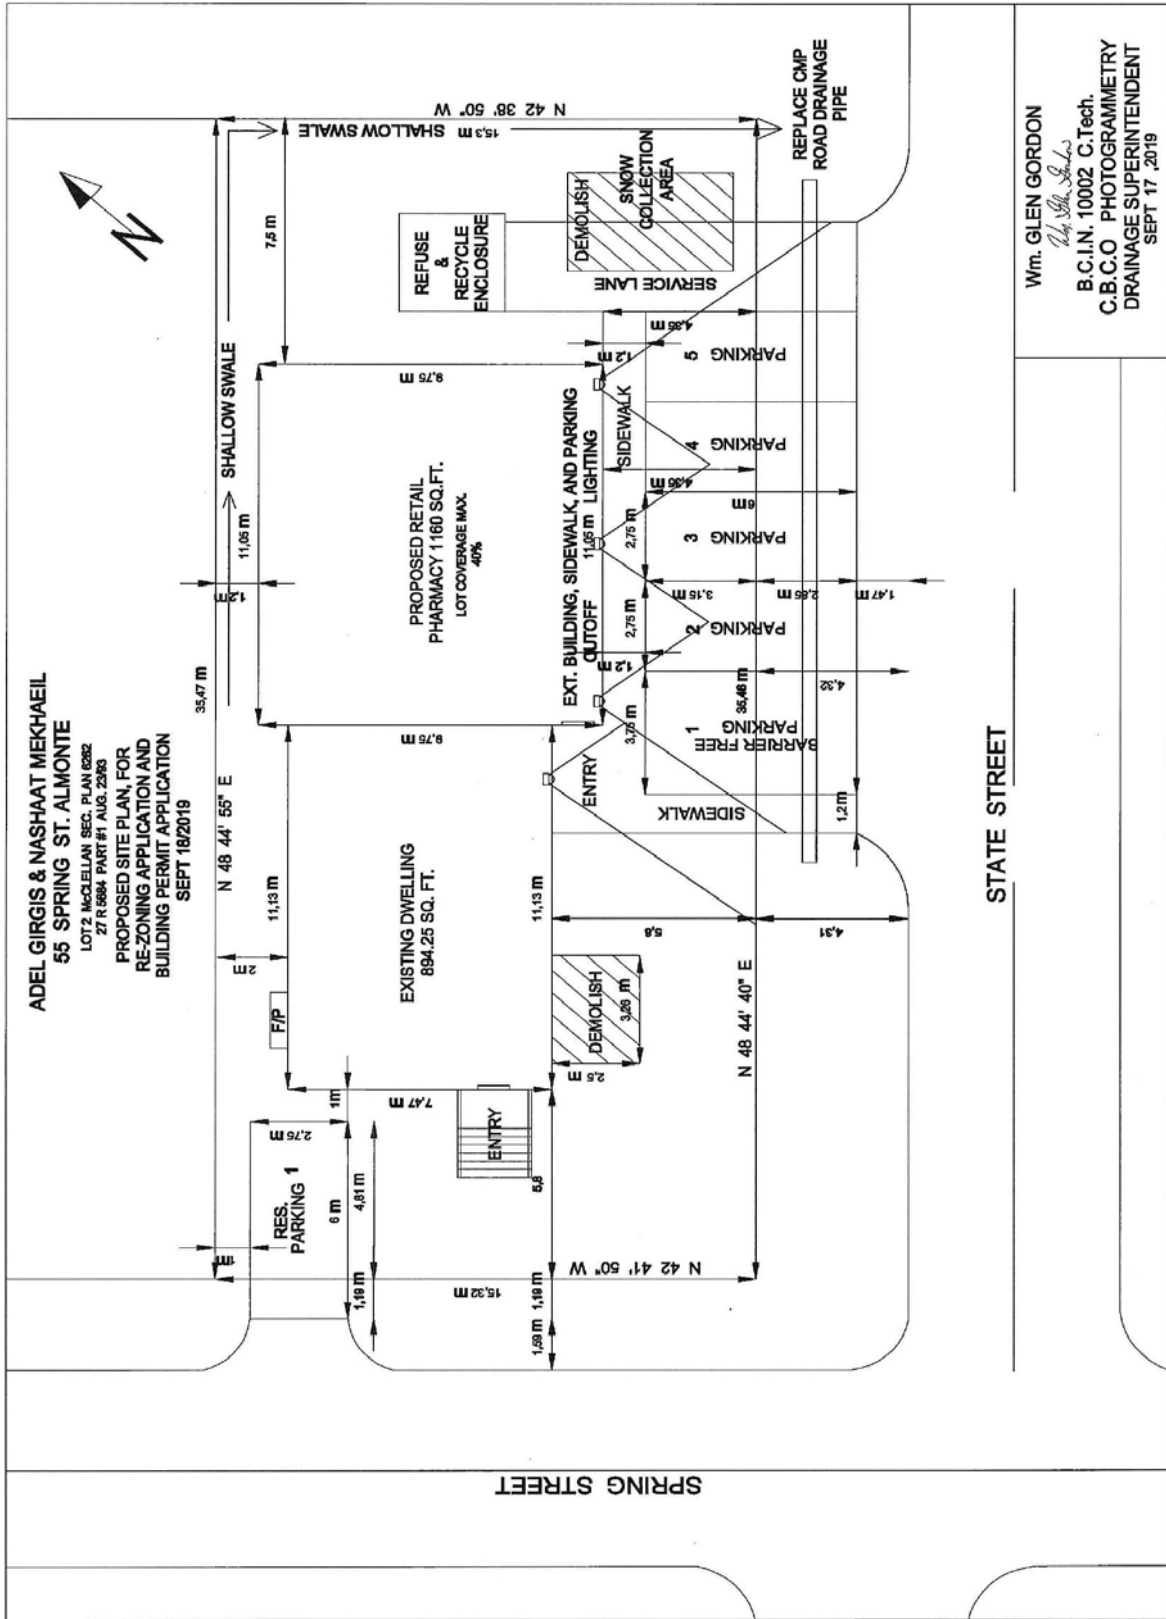 ADEL GIRGIS & NASHAAT MEKHAEIL
55 SPRING ST. ALMONTE
LOT 2 McCLELLAN SEC. PLAN 6262
27 R 5684 PART #1 AUG. 23/93
PROPOSED SITE PLAN, FOR
RE-ZONING APPLICATION AND
BUILDING PERMIT APPLICATION
SEPT 18/2019
N
35,47 m
N 48 44' 55" E
SHALLOW SWALE
N 42 38' 50" W
15,3 m SHALLOW SWALE
7,5 m
1,2m
11,05 m
2m
11,13 m
F/P
1m
RES.
PARKING 1
2,75 m
6 m
4,81 m
1,19 m
1m
7,47 m
ENTRY
5,8
EXISTING DWELLING
894.25 SQ. FT.
11,13 m
9,75 m
PROPOSED RETAIL
PHARMACY 1160 SQ.FT.
LOT COVERAGE MAX.
40%
9,75 m
REFUSE
&
RECYCLE
ENCLOSURE
DEMOLISH
SNOW
COLLECTION
AREA
SERVICE LANE
EXT. BUILDING, SIDEWALK, AND PARKING
CUTOFF
11,05 m
LIGHTING
SIDEWALK
1,2 m
4,35 m
ENTRY
1,2 m
3,75 m
2,75 m
2,75 m
4,35 m
6m
3,15 m
2,85 m
1,47 m
4,32
BARRIER FREE
PARKING 1
PARKING 2
PARKING 3
PARKING 4
PARKING 5
SIDEWALK
1,2m
35,46 m
DEMOLISH
3,26 m
2,5 m
5,8
4,31
N 48 44' 40" E
15,32 m
N 42 41' 50" W
1,59 m
1,19 m
REPLACE CMP
ROAD DRAINAGE
PIPE
STATE STREET
SPRING STREET
Wm. GLEN GORDON
B.C.I.N. 10002 C.Tech.
C.B.C.O PHOTOGRAMMETRY
DRAINAGE SUPERINTENDENT
SEPT 17 ,2019